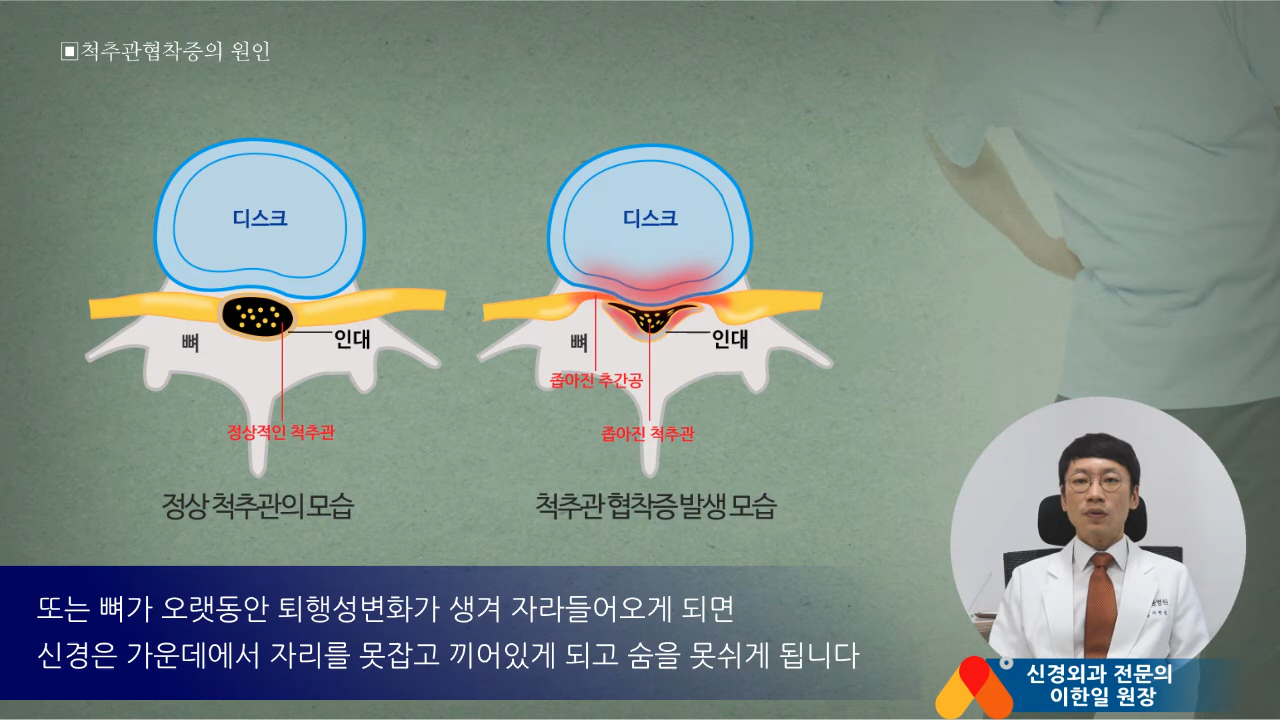 ▣척추관협착증의 원인
디스크
디스크
뼈
인대
뼈
인대
좁아진 추간공
정상적인 척추관
좁아진 척추관
정상 척추관의 모습
척추관 협착증 발생 모습
또는 뼈가 오랫동안 퇴행성변화가 생겨 자라들어오게 되면
신경은 가운데에서 자리를 못잡고 끼어있게 되고 숨을 못쉬게 됩니다
신경외과 전문의
이한일 원장